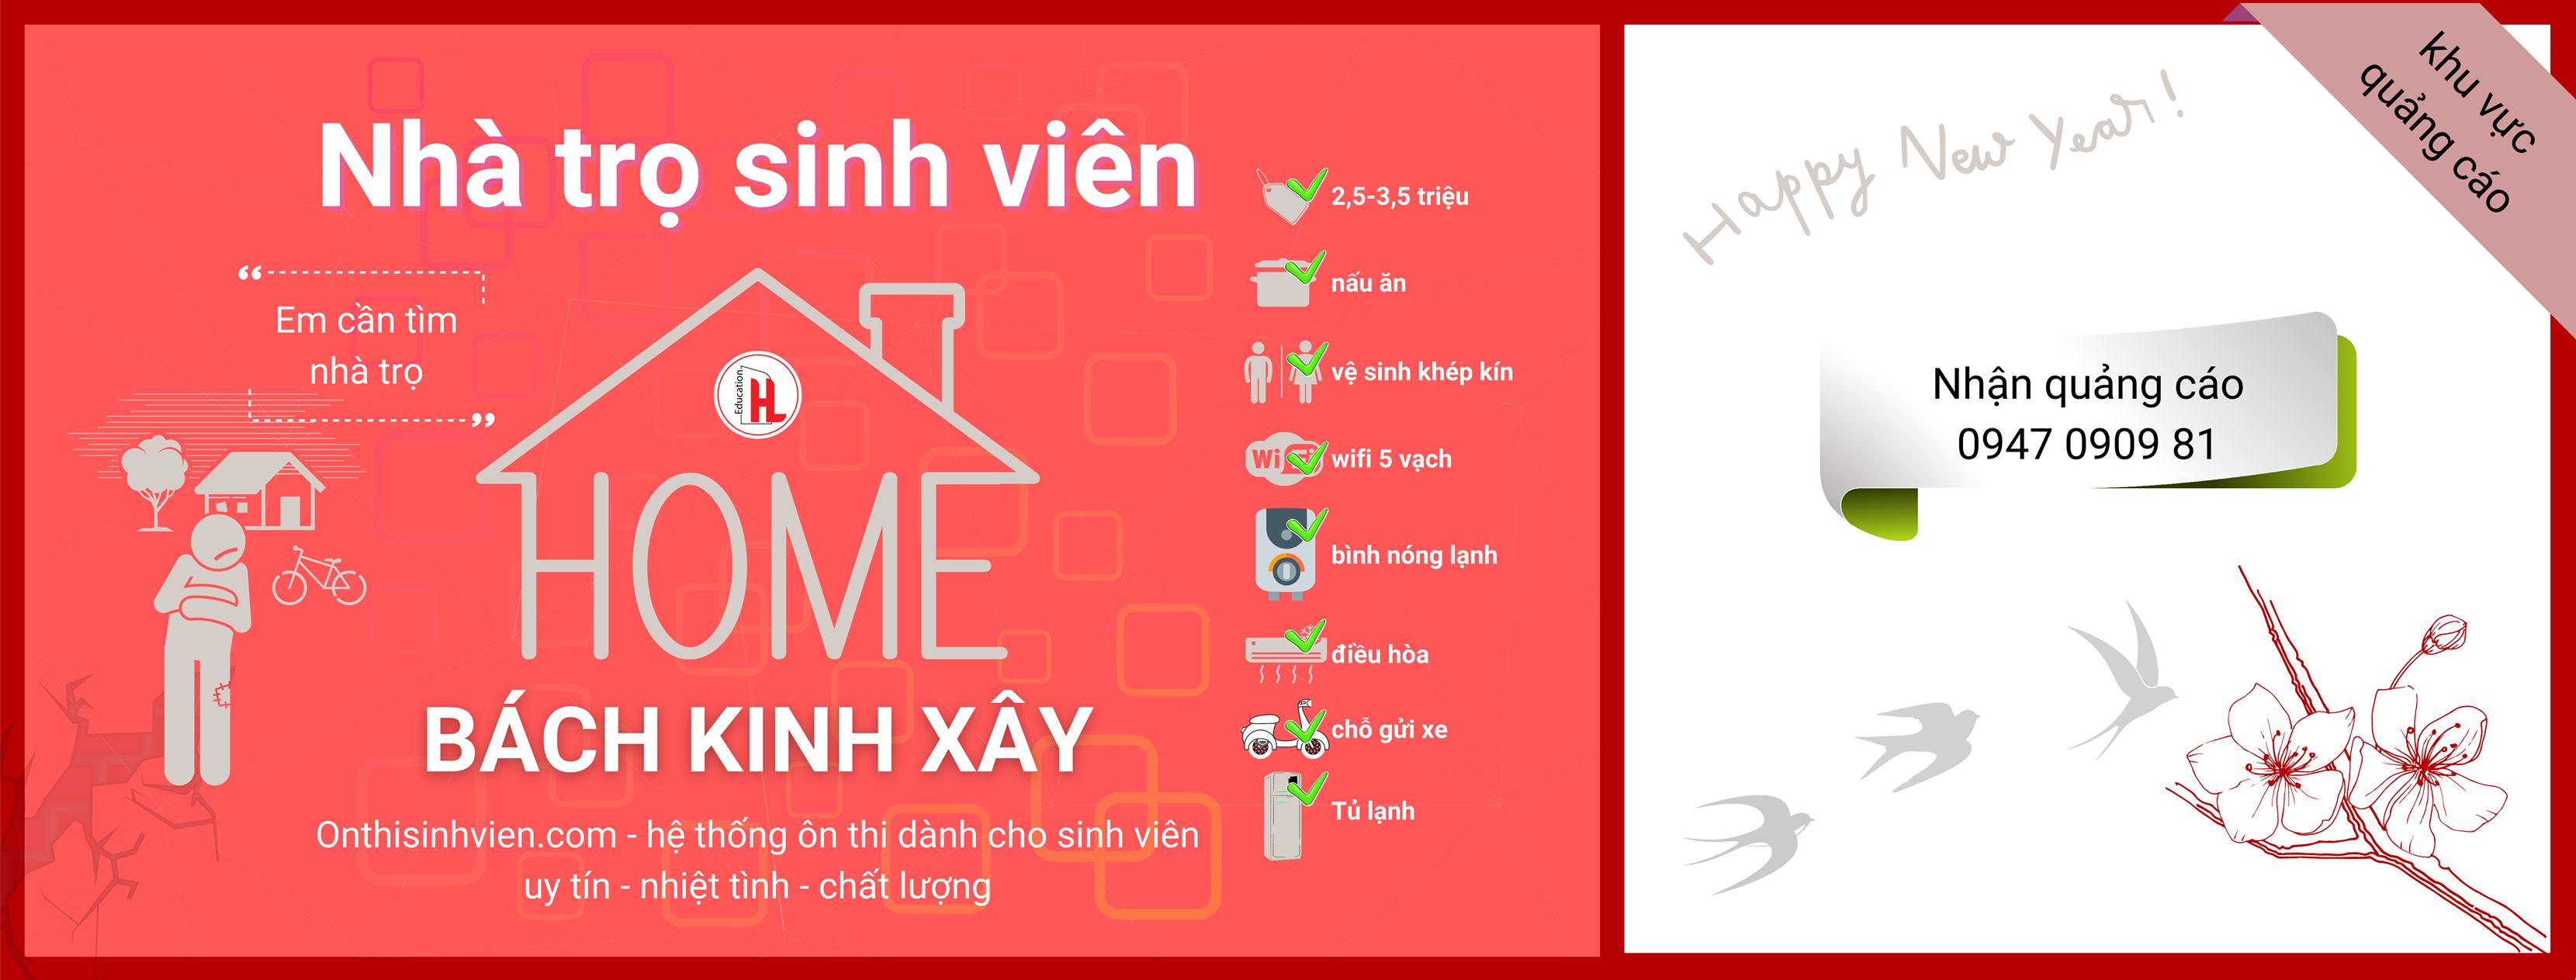 Nhà trọ sinh viên
“
Em cần tìm
nhà trọ
”
Education
HL
HOME
BÁCH KINH XÂY
Onthisinhvien.com - hệ thống ôn thi dành cho sinh viên
uy tín - nhiệt tình - chất lượng
2,5-3,5 triệu
nấu ăn
vệ sinh khép kín
WiFi wifi 5 vạch
bình nóng lạnh
điều hòa
chỗ gửi xe
Tủ lạnh
Happy New Year!
khu vực
quảng cáo
Nhận quảng cáo
0947 0909 81